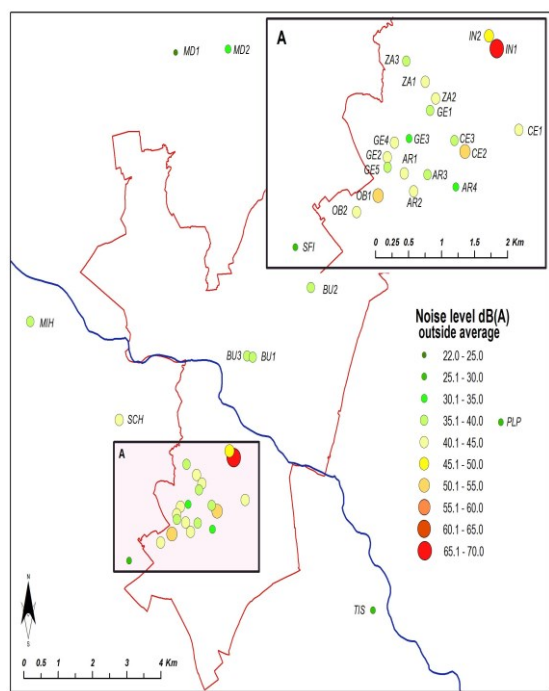 MD1
MD2
A
IN2
IN1
ZA3
ZA1
ZA2
GE1
CE1
GE4
GE3
CE3
CE2
GE2
AR1
GE5
AR3
AR4
OB1
AR2
OB2
SFI
0 0.25 0.5 1 1.5 2 Km
BU2
MIH
BU3
BU1
Noise level dB(A)
outside average
22.0 - 25.0
25.1 - 30.0
30.1 - 35.0
35.1 - 40.0
40.1 - 45.0
45.1 - 50.0
50.1 - 55.0
55.1 - 60.0
60.1 - 65.0
65.1 - 70.0
PLP
SCH
A
TIS
N
S
0 0.5 1 2 3 4 Km